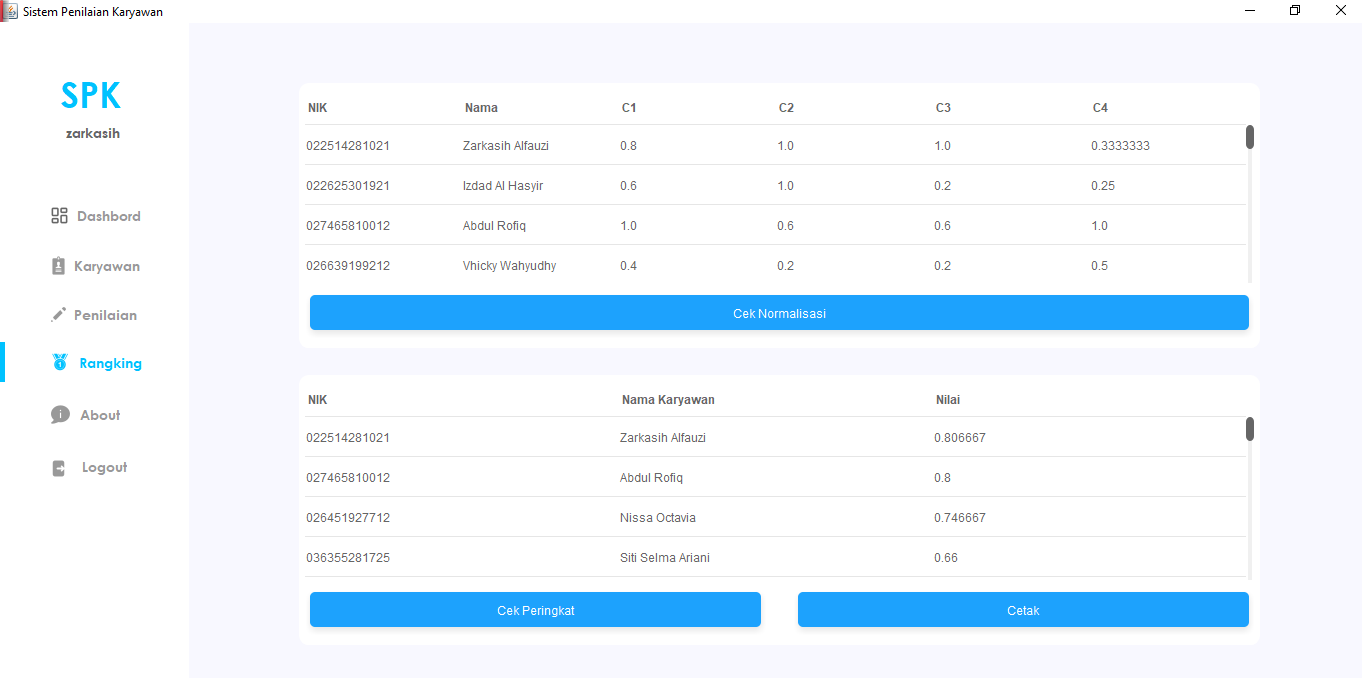 Sistem Penilaian Karyawan
SPK
zarkasih
Dashbord
Karyawan
Penilaian
Rangking
About
Logout
NIK Nama C1 C2 C3 C4
022514281021 Zarkasih Alfauzi 0.8 1.0 1.0 0.3333333
022625301921 Izdad Al Hasyir 0.6 1.0 0.2 0.25
027465810012 Abdul Rofiq 1.0 0.6 0.6 1.0
026639199212 Vhicky Wahyudhy 0.4 0.2 0.2 0.5
Cek Normalisasi
NIK Nama Karyawan Nilai
022514281021 Zarkasih Alfauzi 0.806667
027465810012 Abdul Rofiq 0.8
026451927712 Nissa Octavia 0.746667
036355281725 Siti Selma Ariani 0.66
Cek Peringkat Cetak